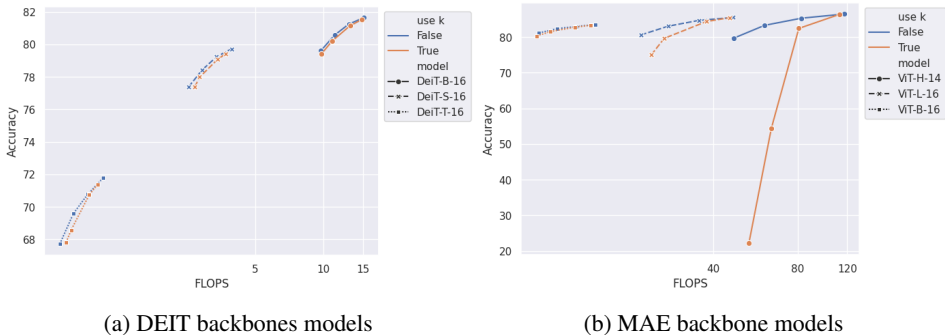 82
80
78
76
74
72
70
68
Accuracy
5
10
15
FLOPS
use k
False
True
model
DeiT-B-16
DeiT-S-16
DeiT-T-16
(a) DEIT backbones models
80
70
60
50
40
30
20
Accuracy
40
80
120
FLOPS
use k
False
True
model
ViT-H-14
ViT-L-16
ViT-B-16
(b) MAE backbone models